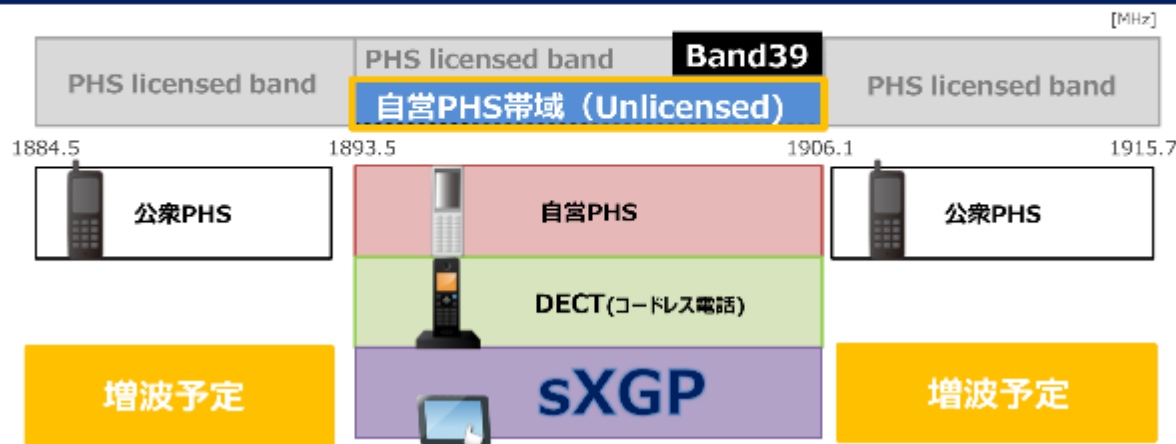 [MHz]
PHS licensed band
PHS licensed band
Band39
自営PHS帯域（Unlicensed)
PHS licensed band
1884.5
1893.5
1906.1
1915.7
公衆PHS
自営PHS
公衆PHS
DECT(コードレス電話)
増波予定
sXGP
増波予定